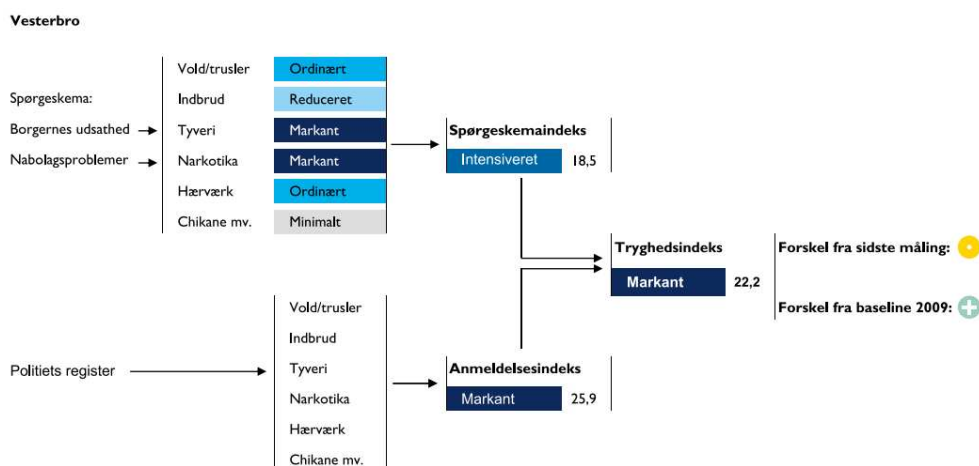 Vesterbro
Spørgeskema:
Borgernes udsathed
Nabolagsproblemer
Vold/trusler Ordinært
Indbrud Reduceret
Tyveri Markant
Narkotika Markant
Hærværk Ordinært
Chikane mv. Minimalt
Spørgeskemaindeks
Intensiveret 18,5
Tryghedsindeks
Markant 22,2
Forskel fra sidste måling:
Forskel fra baseline 2009:
Politiets register
Vold/trusler
Indbrud
Tyveri
Narkotika
Hærværk
Chikane mv.
Anmeldelsesindeks
Markant 25,9